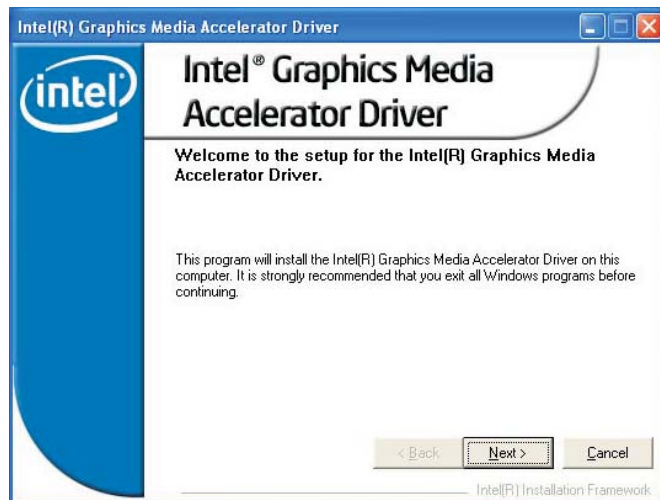 Intel(R) Graphics Media Accelerator Driver
intel
Intel® Graphics Media
Accelerator Driver
Welcome to the setup for the Intel(R) Graphics Media
Accelerator Driver.
This program will install the Intel(R) Graphics Media Accelerator Driver on this
computer. It is strongly recommended that you exit all Windows programs before
continuing.
< Back
Next >
Cancel
Intel(R) Installation Framework